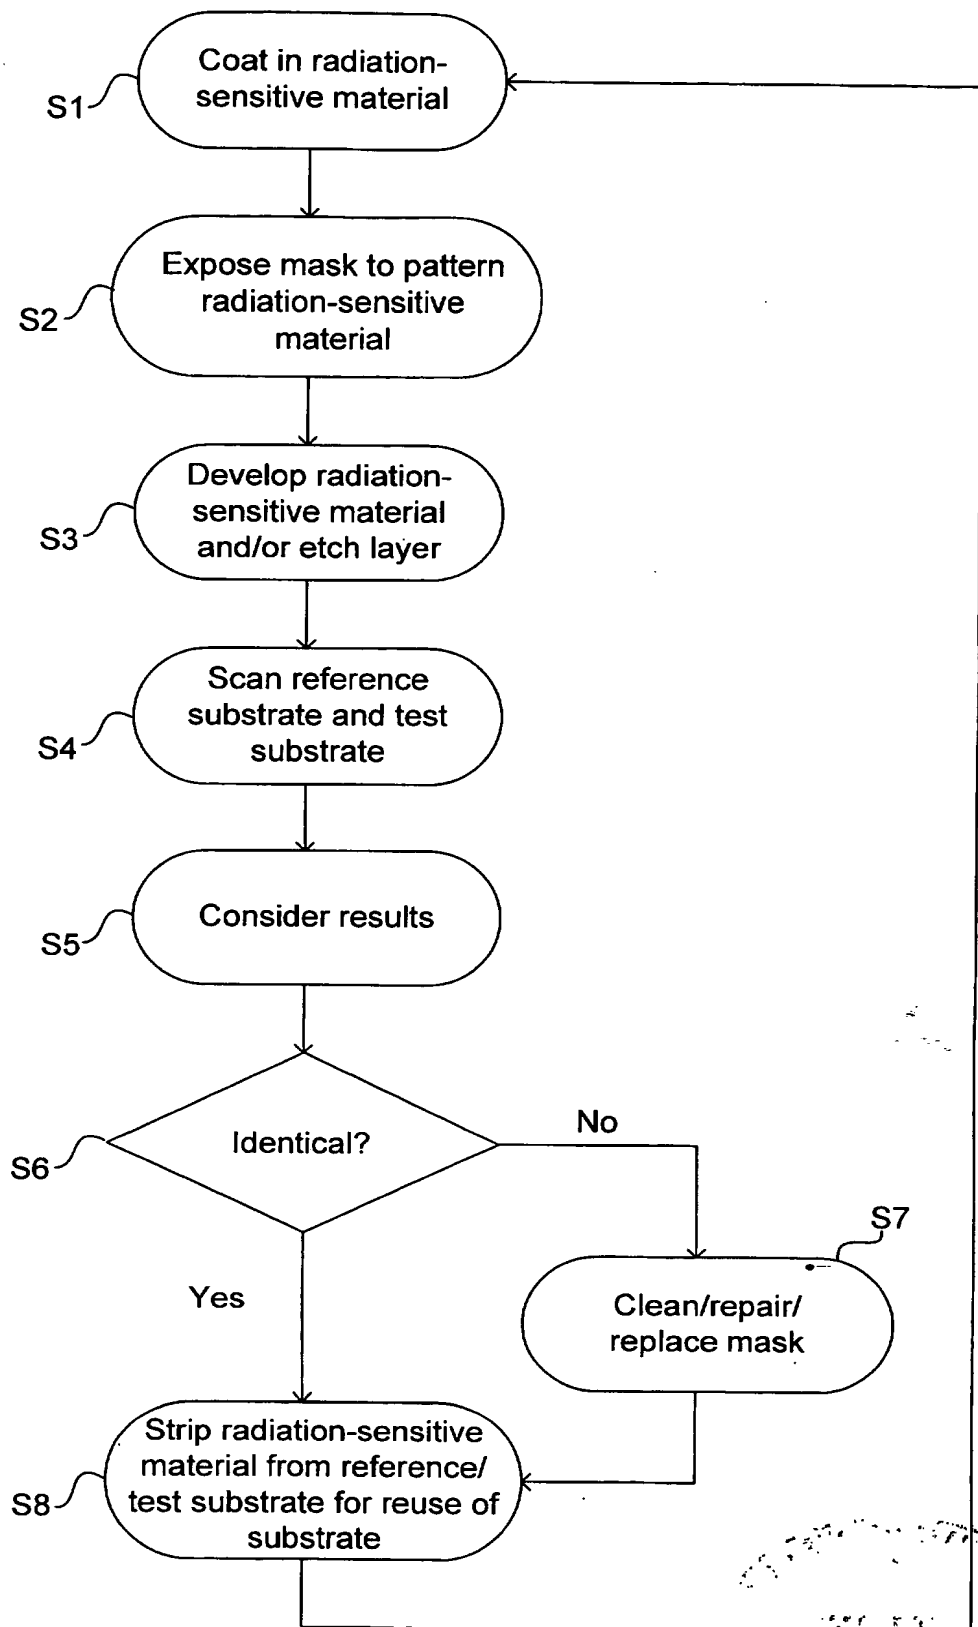 Coat in radiation-
sensitive material
S1
Expose mask to pattern
radiation-sensitive
material
S2
Develop radiation-
sensitive material
and/or etch layer
S3
Scan reference
substrate and test
substrate
S4
Consider results
S5
Identical?
S6
No
S7
Yes
Clean/repair/
replace mask
Strip radiation-sensitive
material from reference/
test substrate for reuse of
substrate
S8